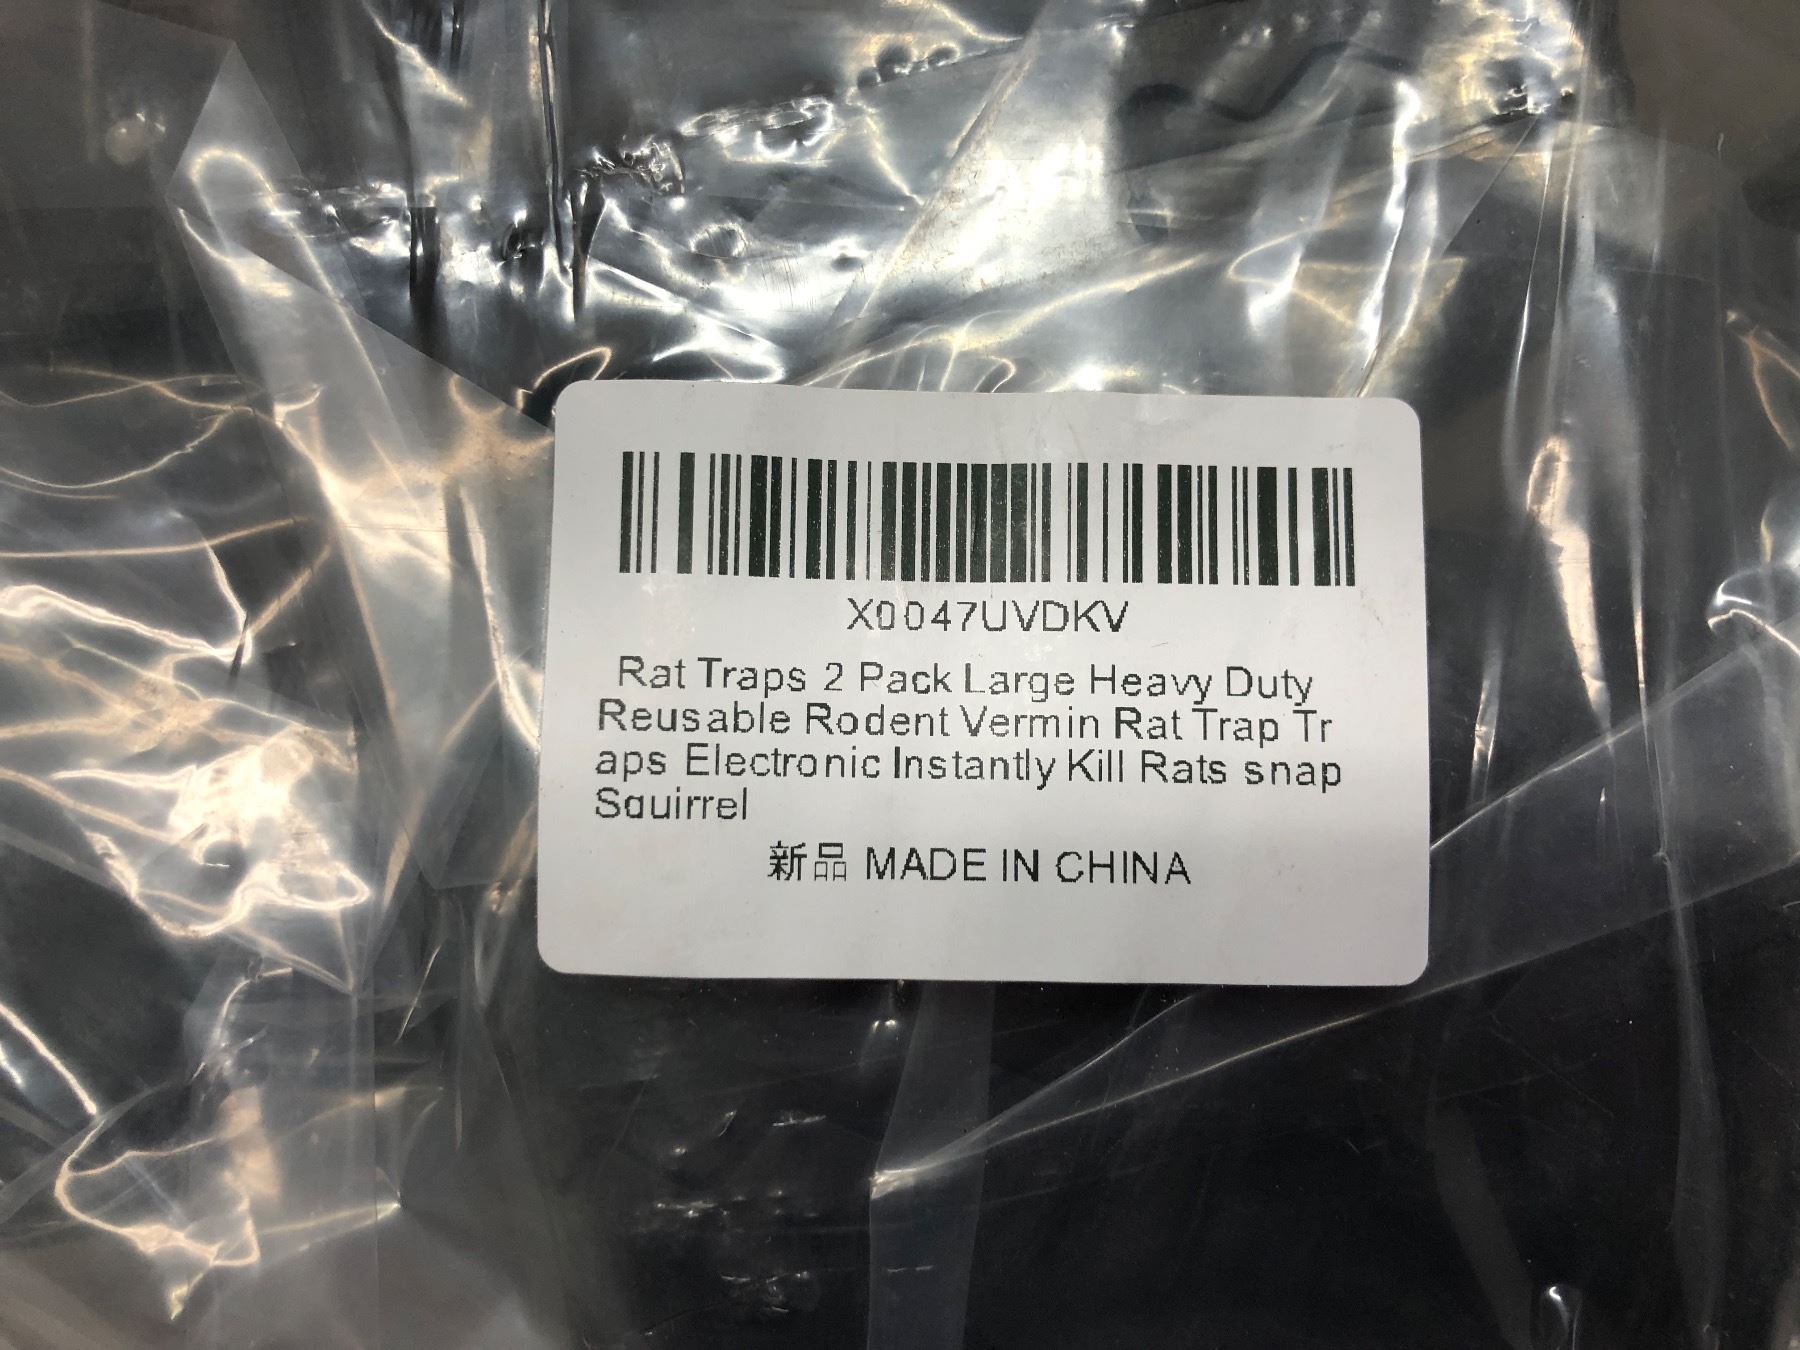 X0047UVDKV
Rat Traps 2 Pack Large Heavy Duty
Reusable Rodent Vermin Rat Trap Tr
aps Electronic Instantly Kill Rats snap
Squirrel
新品 MADE IN CHINA